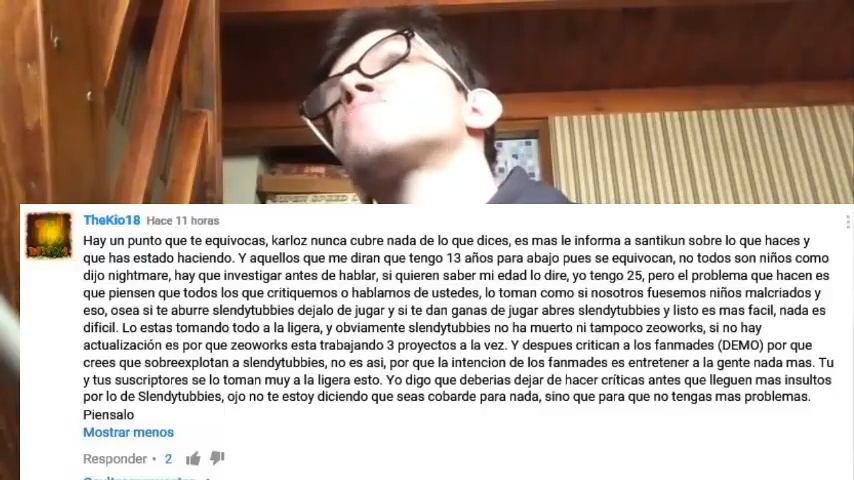 SUPER SPEED
TheKio18 Hace 11 horas
Hay un punto que te equivocas, karloz nunca cubre nada de lo que dices, es mas le informa a santikun sobre lo que haces y
que has estado haciendo. Y aquellos que me diran que tengo 13 años para abajo pues se equivocan, no todos son niños como
dijo nightmare, hay que investigar antes de hablar, si quieren saber mi edad lo dire, yo tengo 25, pero el problema que hacen es
que piensen que todos los que critiquemos o hablamos de ustedes, lo toman como si nosotros fuesemos niños malcriados y
eso, osea si te aburre slendytubbies dejalo de jugar y si te dan ganas de jugar abres slendytubbies y listo es mas facil, nada es
dificil. Lo estas tomando todo a la ligera, y obviamente slendytubbies no ha muerto ni tampoco zeoworks, si no hay
actualización es por que zeoworks esta trabajando 3 proyectos a la vez. Y despues critican a los fanmades (DEMO) por que
crees que sobreexplotan a slendytubbies, no es asi, por que la intencion de los fanmades es entretener a la gente nada mas. Tu
y tus suscriptores se lo toman muy a la ligera esto. Yo digo que deberias dejar de hacer críticas antes que lleguen mas insultos
por lo de Slendytubbies, ojo no te estoy diciendo que seas cobarde para nada, sino que para que no tengas mas problemas.
Piensalo
Mostrar menos
Responder • 2